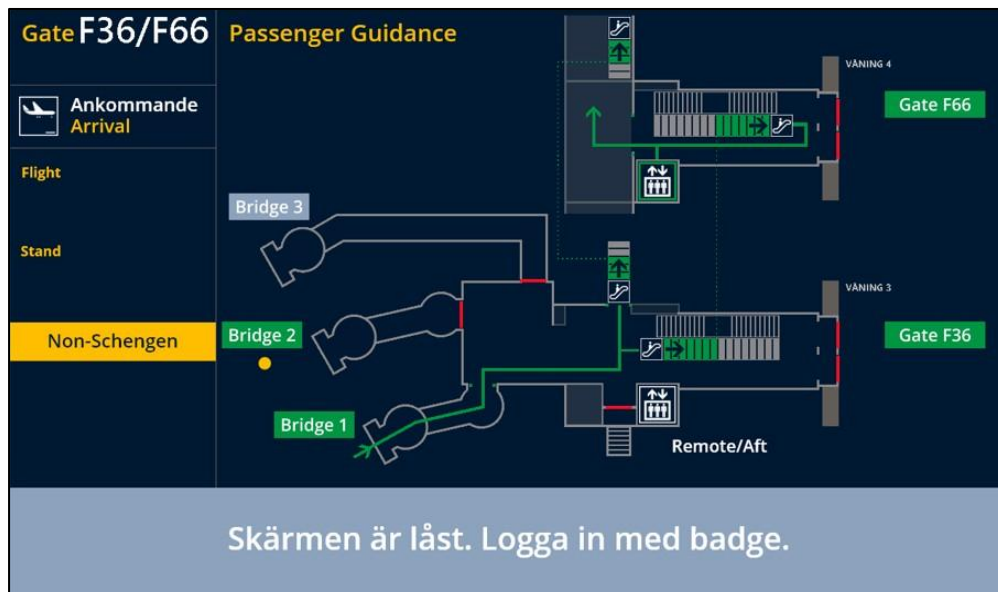 Gate F36/F66
Passenger Guidance
Ankommande
Arrival
Flight
Stand
Non-Schengen
VÅNING 4
Gate F66
Bridge 3
VÅNING 3
Bridge 2
Gate F36
Bridge 1
Remote/Aft
Skärmen är låst. Logga in med badge.